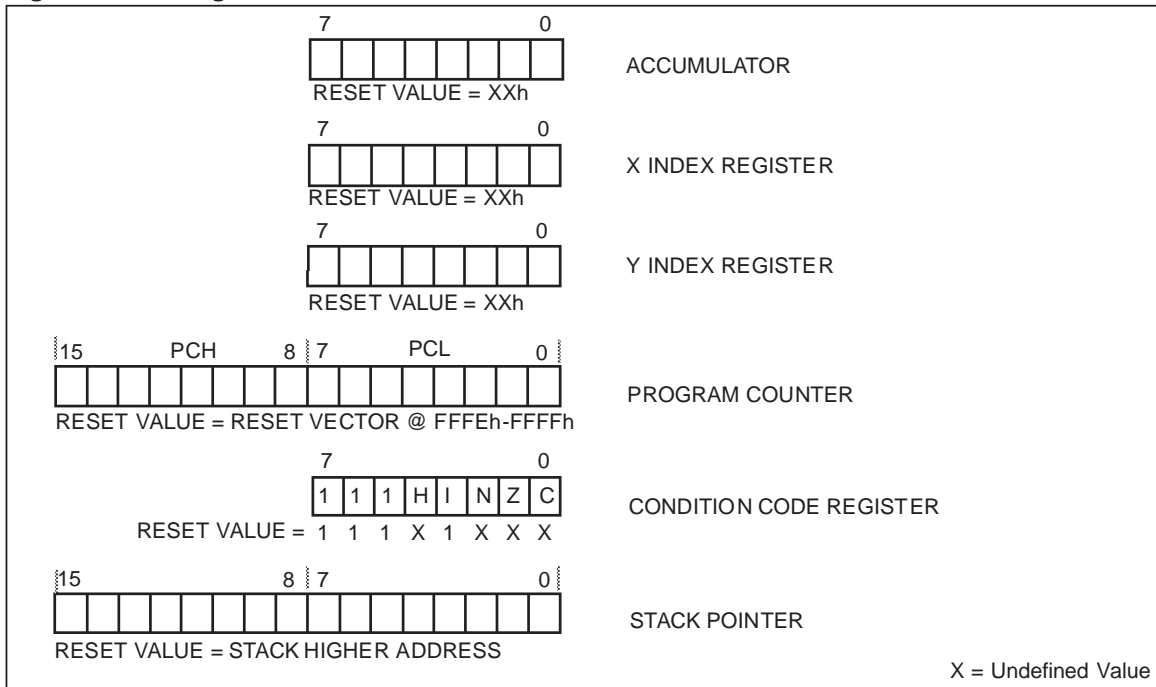 7 0
ACCUMULATOR
RESET VALUE = XXh
7 0
X INDEX REGISTER
RESET VALUE = XXh
7 0
Y INDEX REGISTER
RESET VALUE = XXh
15 PCH 8 7 PCL 0
PROGRAM COUNTER
RESET VALUE = RESET VECTOR @ FFFEh-FFFFh
7 0
1 1 1 H I N Z C
CONDITION CODE REGISTER
RESET VALUE = 1 1 1 X 1 X X X
15 8 7 0
STACK POINTER
RESET VALUE = STACK HIGHER ADDRESS
X = Undefined Value